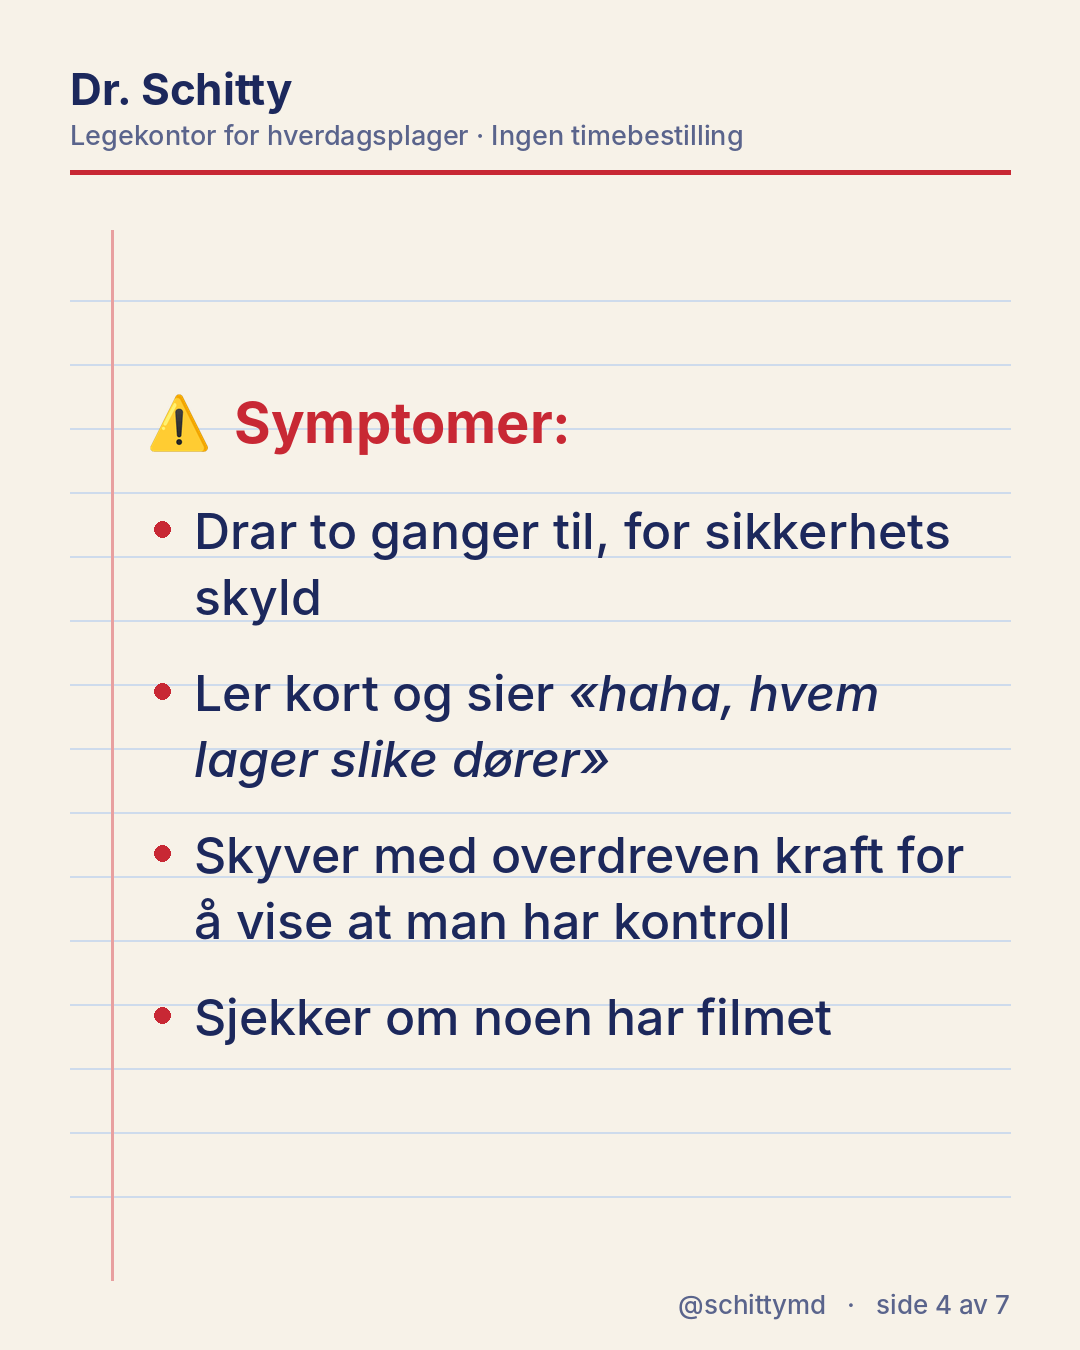 Dr. Schitty
Legekontor for hverdagsplager · Ingen timebestilling
⚠️ Symptomer:
• Drar to ganger til, for sikkerhets
skyld
• Ler kort og sier «haha, hvem
lager slike dører»
• Skyver med overdreven kraft for
å vise at man har kontroll
• Sjekker om noen har filmet
@schittymd · side 4 av 7